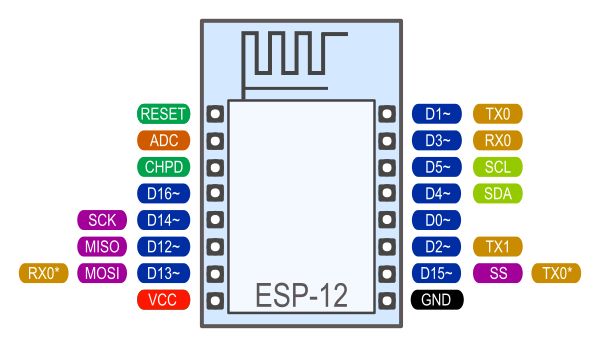 RESET D1~ TX0
ADC D3~ RX0
CHPD D5~ SCL
D16~ D4~ SDA
SCK D14~ D0~
MISO D12~ D2~ TX1
RX0* MOSI D13~ D15~ SS TX0*
VCC ESP-12 GND